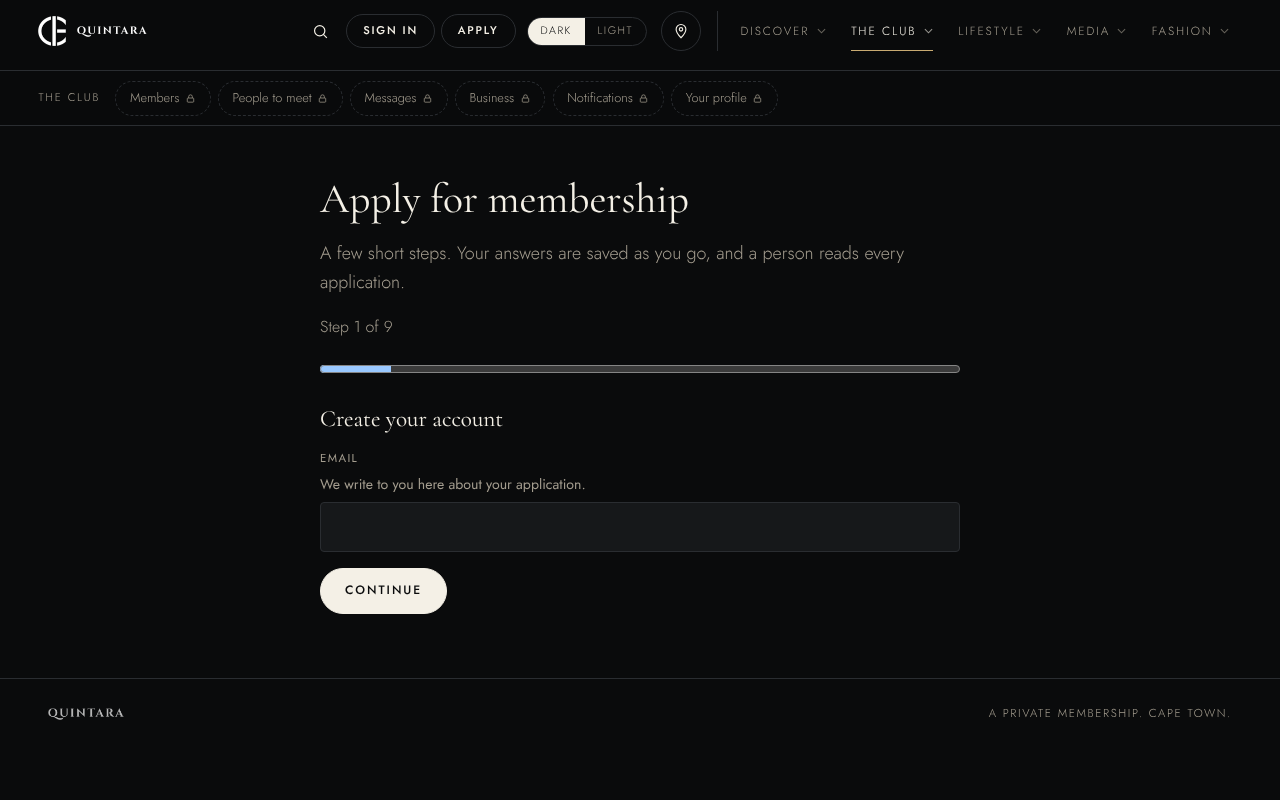 QUINTARA
SIGN IN
APPLY
DARK
LIGHT
DISCOVER
THE CLUB
LIFESTYLE
MEDIA
FASHION
THE CLUB
Members
People to meet
Messages
Business
Notifications
Your profile
Apply for membership
A few short steps. Your answers are saved as you go, and a person reads every
application.
Step 1 of 9
Create your account
EMAIL
We write to you here about your application.
CONTINUE
QUINTARA
A PRIVATE MEMBERSHIP. CAPE TOWN.